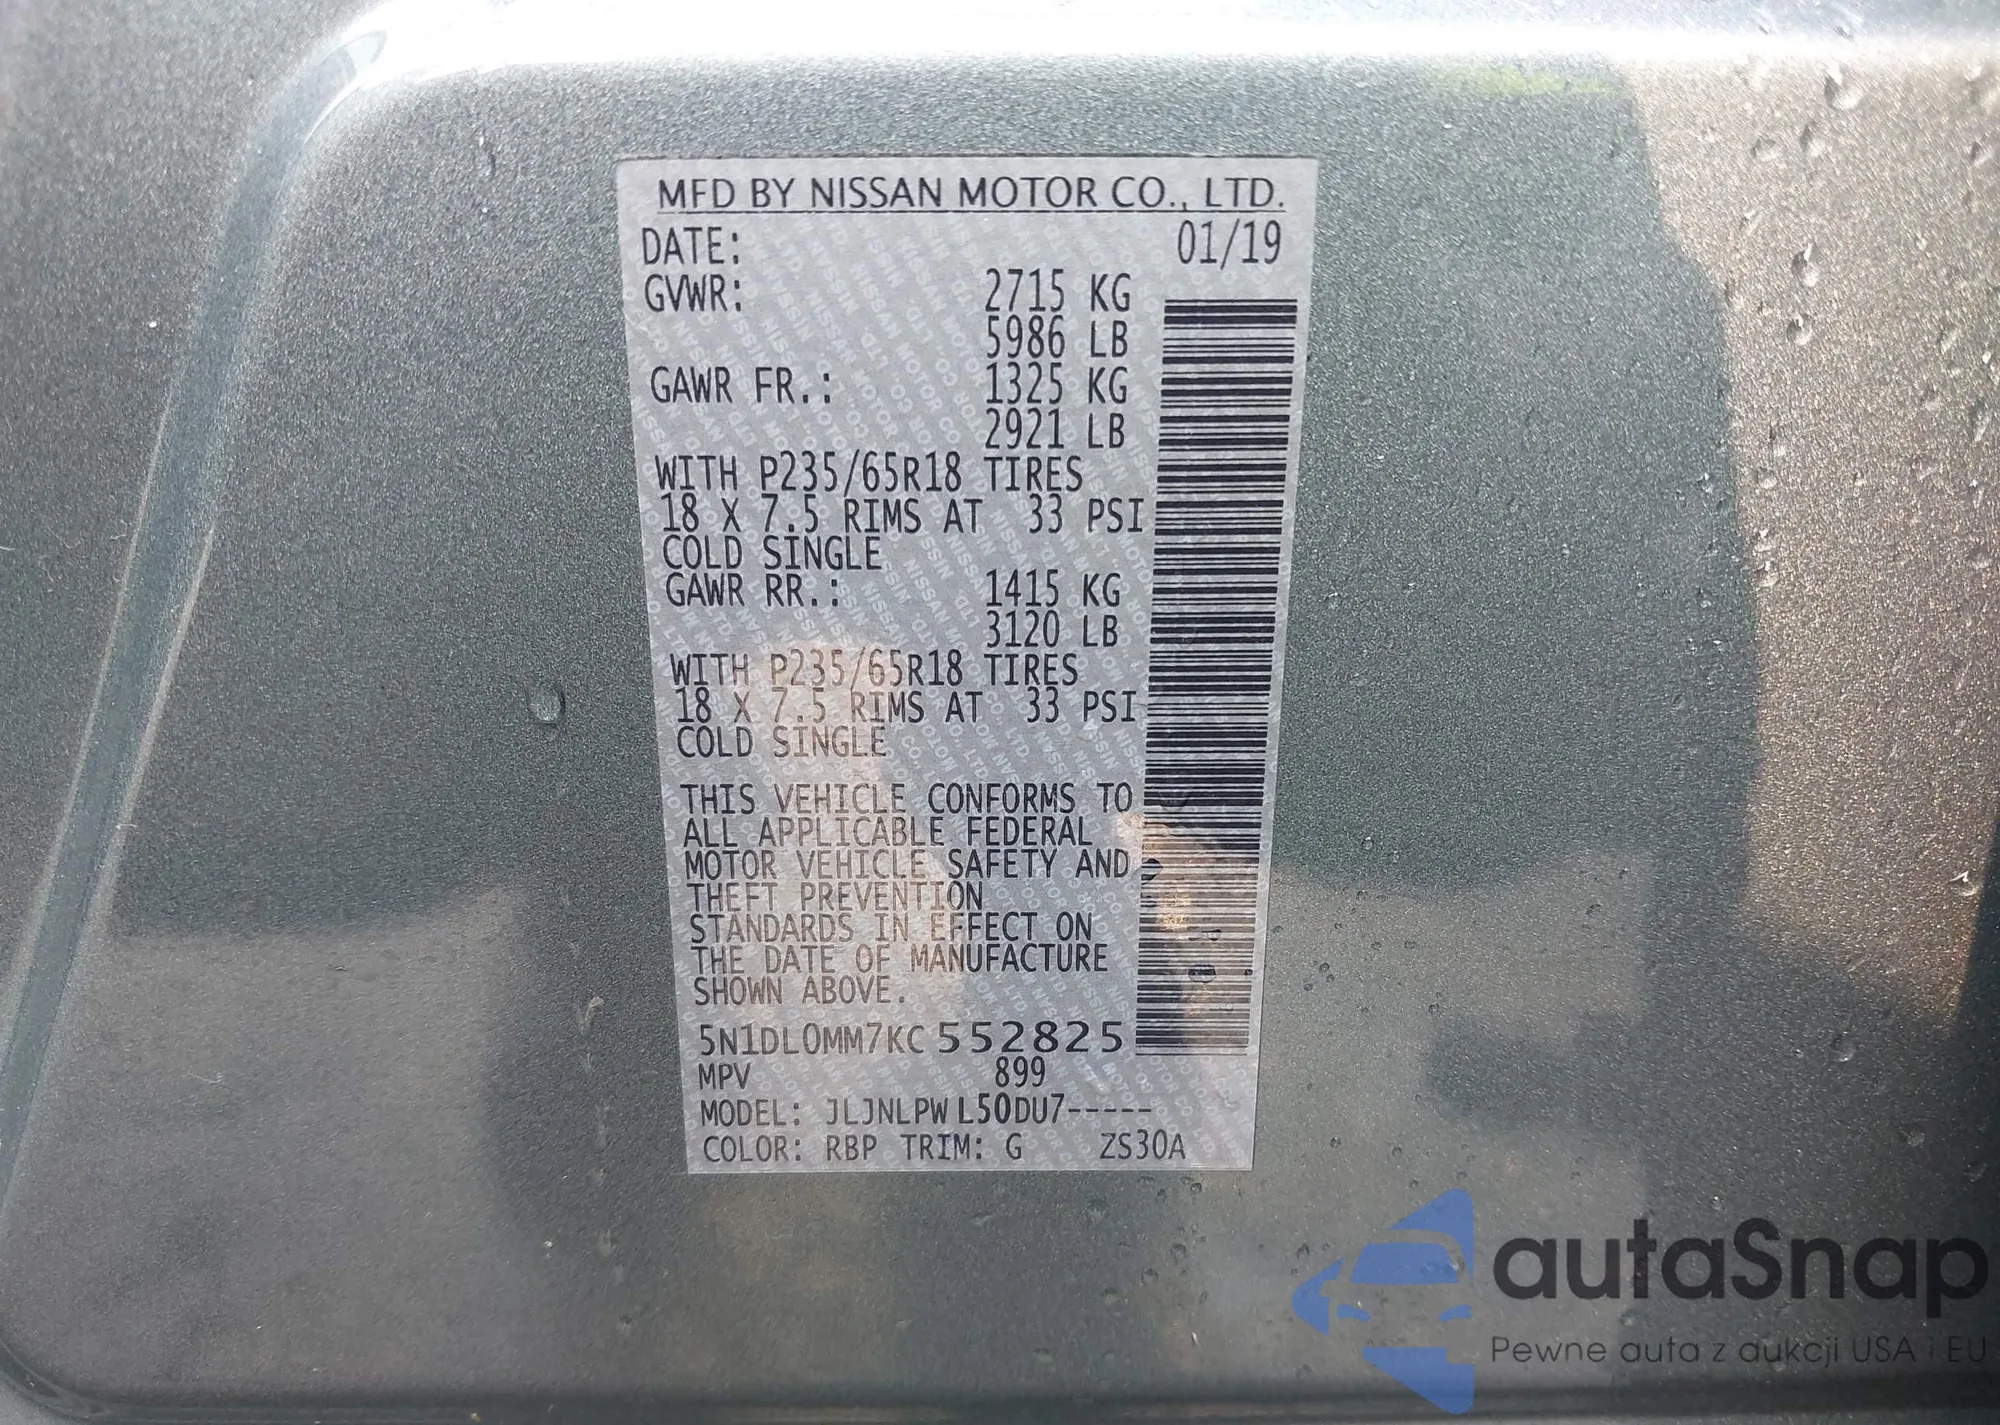 MFD BY NISSAN MOTOR CO., LTD.
DATE: 01/19
GVWR: 2715 KG
5986 LB
GAWR FR.: 1325 KG
2921 LB
WITH P235/65R18 TIRES
18 X 7.5 RIMS AT 33 PSI
COLD SINGLE
GAWR RR.: 1415 KG
3120 LB
WITH P235/65R18 TIRES
18 X 7.5 RIMS AT 33 PSI
COLD SINGLE
THIS VEHICLE CONFORMS TO
ALL APPLICABLE FEDERAL
MOTOR VEHICLE SAFETY AND
THEFT PREVENTION
STANDARDS IN EFFECT ON
THE DATE OF MANUFACTURE
SHOWN ABOVE.
5N1DL0MM7KC552825
MPV 899
MODEL: JLJNLPWL50DU7-----
COLOR: RBP TRIM: G ZS30A
autaSnap
Pewne auta z aukcji USA i EU